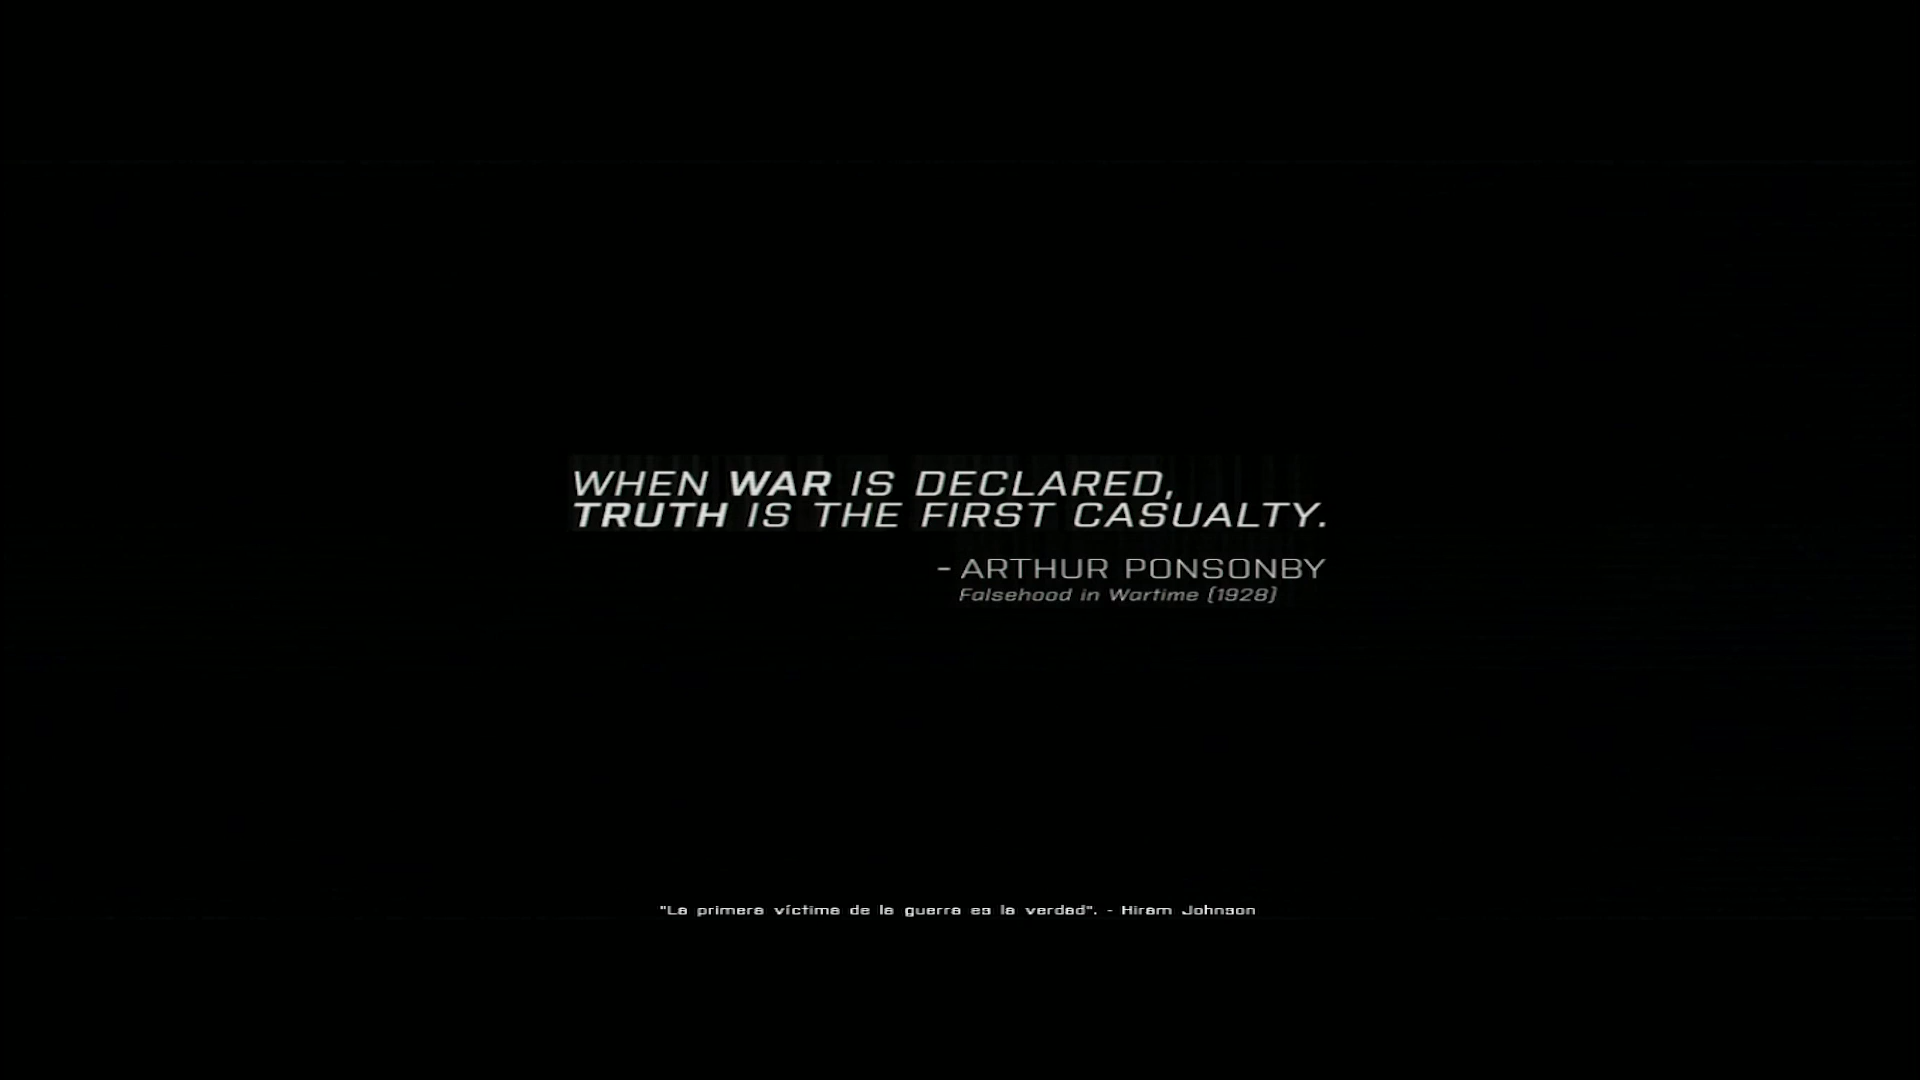 WHEN WAR IS DECLARED,
TRUTH IS THE FIRST CASUALTY.
- ARTHUR PONSONBY
Falsehood in Wartime (1928)
"La primera víctima de la guerra es la verdad". - Hiram Johnson